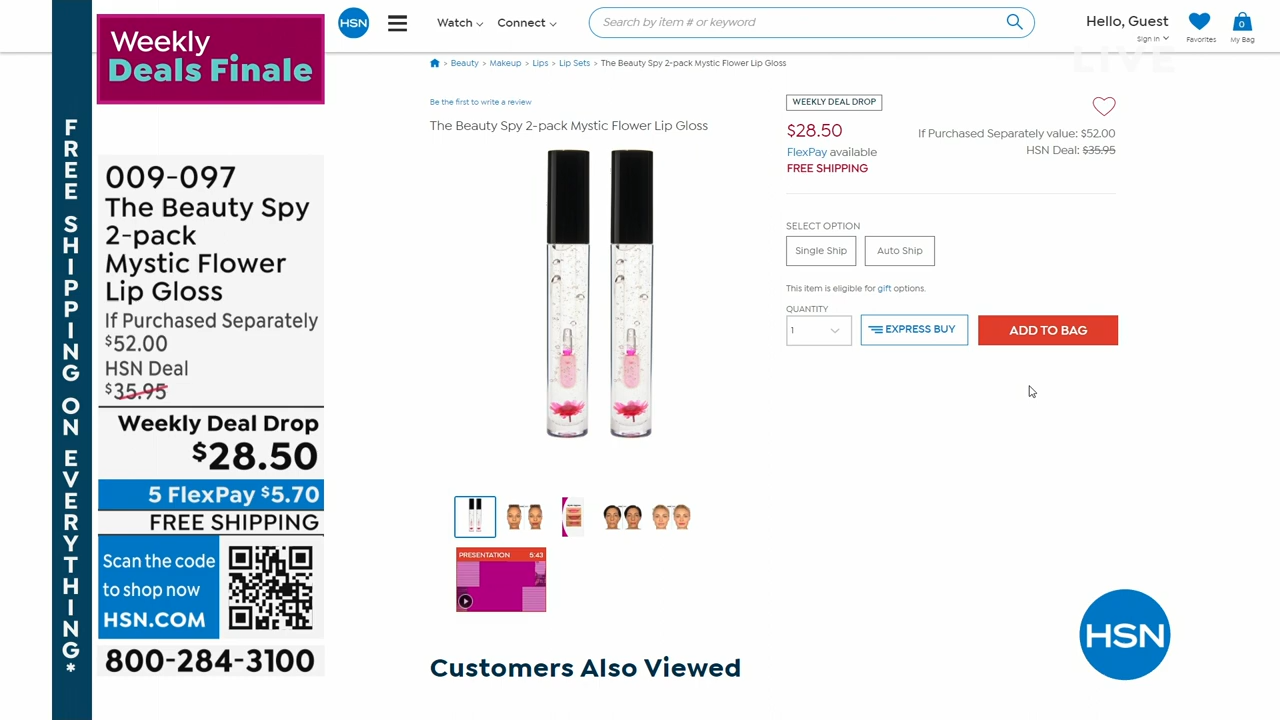 FREE SHIPPING ON EVERYTHING*
Weekly
Deals Finale
009-097
The Beauty Spy
2-pack
Mystic Flower
Lip Gloss
If Purchased Separately
$52.00
HSN Deal
$35.95
Weekly Deal Drop
$28.50
5 FlexPay $5.70
FREE SHIPPING
Scan the code
to shop now
HSN.COM
800-284-3100
HSN
Watch
Connect
Search by item # or keyword
Hello, Guest
Sign in
Favorites
0
My Bag
LIVE
> Beauty > Makeup > Lips > Lip Sets > The Beauty Spy 2-pack Mystic Flower Lip Gloss
Be the first to write a review
The Beauty Spy 2-pack Mystic Flower Lip Gloss
WEEKLY DEAL DROP
$28.50
If Purchased Separately value: $52.00
FlexPay available
HSN Deal: $35.95
FREE SHIPPING
SELECT OPTION
Single Ship
Auto Ship
This item is eligible for gift options.
QUANTITY
1
EXPRESS BUY
ADD TO BAG
PRESENTATION 5:43
Customers Also Viewed
HSN